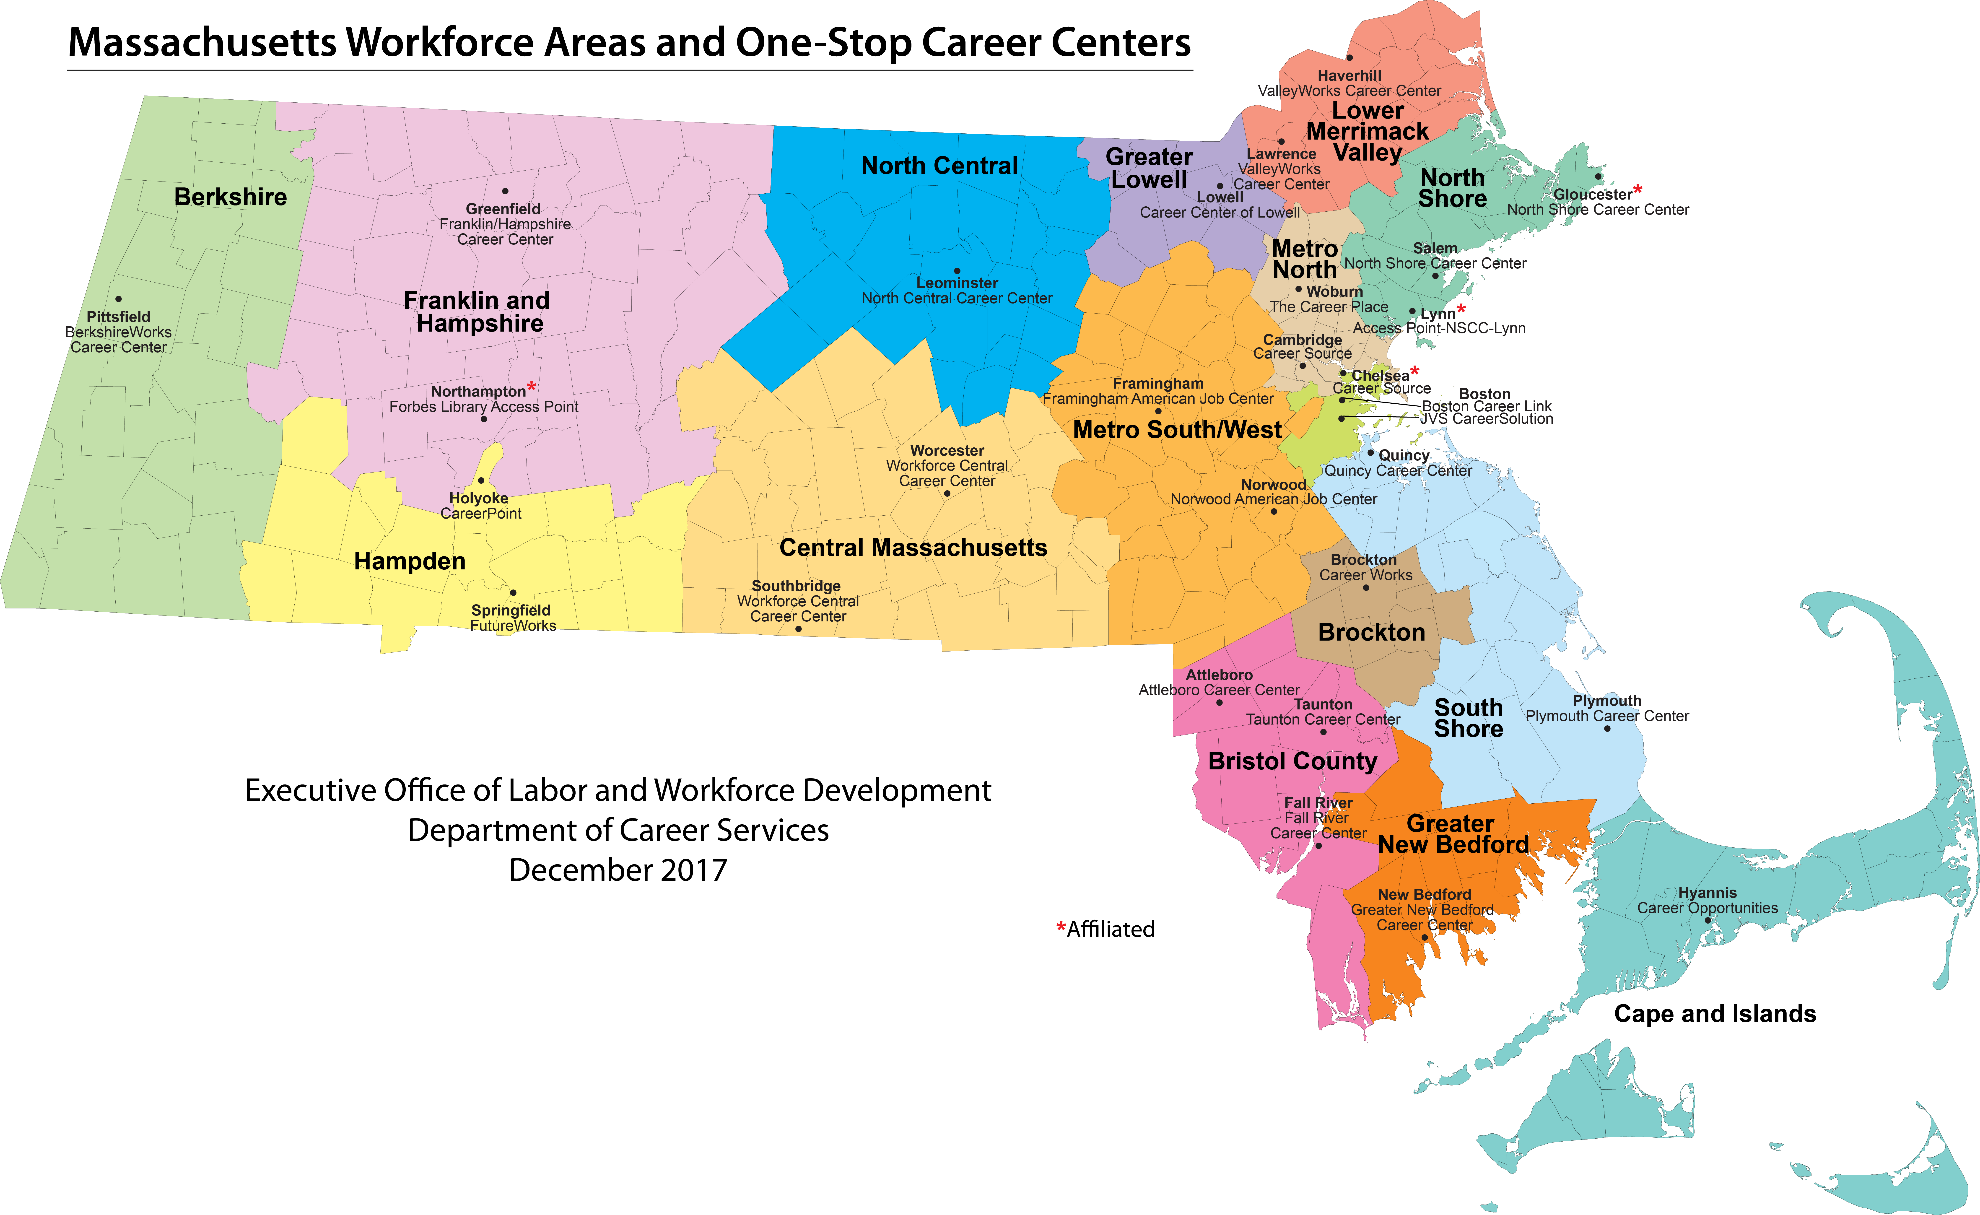 Massachusetts Workforce Areas and One-Stop Career Centers
Haverhill
ValleyWorks Career Center
Lower
Merrimack
Valley
Lawrence
ValleyWorks
Career Center
North Central
Greater
Lowell
Lowell
Career Center of Lowell
North
Shore
Gloucester*
North Shore Career Center
Berkshire
Greenfield
Franklin/Hampshire
Career Center
Metro
North
Salem
North Shore Career Center
Leominster
North Central Career Center
Woburn
The Career Place
Lynn*
Access Point-NSCC-Lynn
Franklin and
Hampshire
Pittsfield
BerkshireWorks
Career Center
Cambridge
Career Source
Chelsea*
Career Source
Boston
Boston Career Link
JVS CareerSolution
Northampton*
Forbes Library Access Point
Framingham
Framingham American Job Center
Metro South/West
Worcester
Workforce Central
Career Center
Quincy
Quincy Career Center
Norwood
Norwood American Job Center
Holyoke
CareerPoint
Hampden
Central Massachusetts
Brockton
Career Works
Brockton
Southbridge
Workforce Central
Career Center
Springfield
FutureWorks
Attleboro
Attleboro Career Center
Taunton
Taunton Career Center
South
Shore
Plymouth
Plymouth Career Center
Bristol County
Executive Office of Labor and Workforce Development
Department of Career Services
December 2017
Fall River
Fall River
Career Center
Greater
New Bedford
New Bedford
Greater New Bedford
Career Center
Hyannis
Career Opportunities
*Affiliated
Cape and Islands